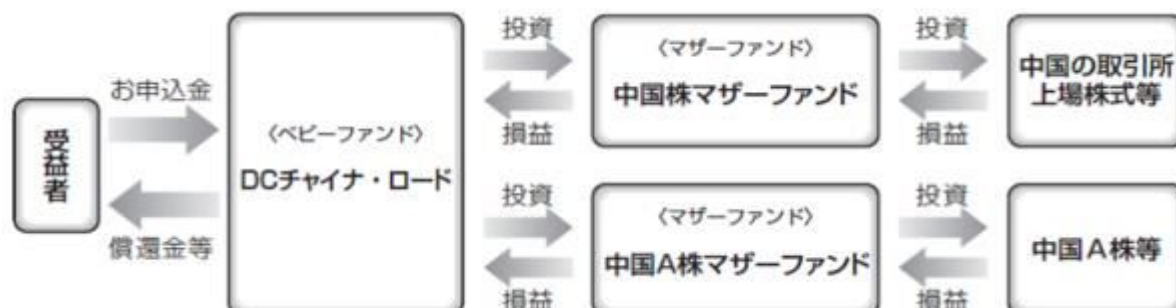 受益者
お申込金
償還金等
〈ベビーファンド〉
DCチャイナ・ロード
投資
損益
〈マザーファンド〉
中国株マザーファンド
投資
損益
中国の取引所
上場株式等
投資
損益
〈マザーファンド〉
中国A株マザーファンド
投資
損益
中国A株等